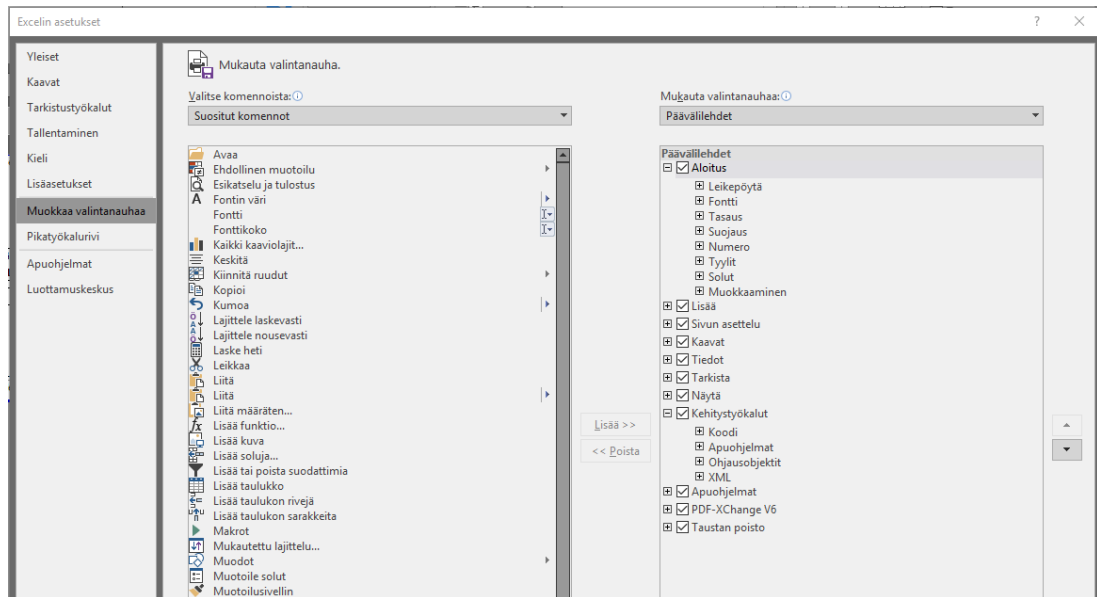 Excelin asetukset
?
Yleiset
Kaavat
Tarkistustyökalut
Tallentaminen
Kieli
Lisäasetukset
Muokkaa valintanauhaa
Pikatyökalurivi
Apuohjelmat
Luottamuskeskus
Mukauta valintanauha.
Valitse komennoista:
Suositut komennot
Avaa
Ehdollinen muotoilu
Esikatselu ja tulostus
Fontin väri
Fontti
Fonttikoko
Kaikki kaaviolajit...
Keskitä
Kiinnitä ruudut
Kopioi
Kumoa
Lajittele laskevasti
Lajittele nousevasti
Laske heti
Leikkaa
Liitä
Liitä
Liitä määräten...
Lisää funktio...
Lisää kuva
Lisää soluja...
Lisää tai poista suodattimia
Lisää taulukko
Lisää taulukon rivejä
Lisää taulukon sarakkeita
Makrot
Mukautettu lajittelu...
Muodot
Muotoile solut
Muotoilusivellin
Lisää >>
<< Poista
Mukauta valintanauhaa:
Päävälilehdet
Päävälilehdet
Aloitus
Leikepöytä
Fontti
Tasaus
Suojaus
Numero
Tyylit
Solut
Muokkaaminen
Lisää
Sivun asettelu
Kaavat
Tiedot
Tarkista
Näytä
Kehitystyökalut
Koodi
Apuohjelmat
Ohjausobjektit
XML
Apuohjelmat
PDF-XChange V6
Taustan poisto